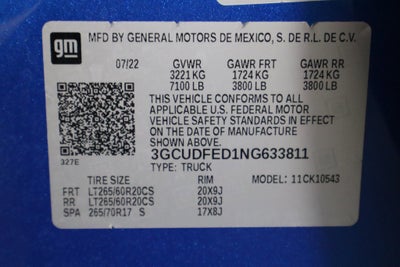 gm
MFD BY GENERAL MOTORS DE MEXICO, S. DE R.L. DE C.V.
07/22 GVWR GAWR FRT GAWR RR
3221 KG 1724 KG 1724 KG
7100 LB 3800 LB 3800 LB
THIS VEHICLE CONFORMS TO ALL
APPLICABLE U.S. FEDERAL MOTOR
VEHICLE SAFETY STANDARDS IN EFFECT
ON THE DATE OF MANUFACTURE
SHOWN ABOVE.
3GCUDFED1NG633811
327E
TYPE: TRUCK MODEL: 11CK10543
TIRE SIZE RIM
FRT LT265/60R20CS 20X9J
RR LT265/60R20CS 20X9J
SPA 265/70R17 S 17X8J